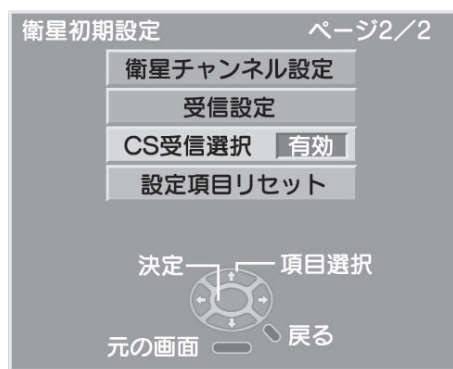 衛星初期設定 ページ2／2
衛星チャンネル設定
受信設定
CS受信選択 有効
設定項目リセット
決定 項目選択
戻る
元の画面